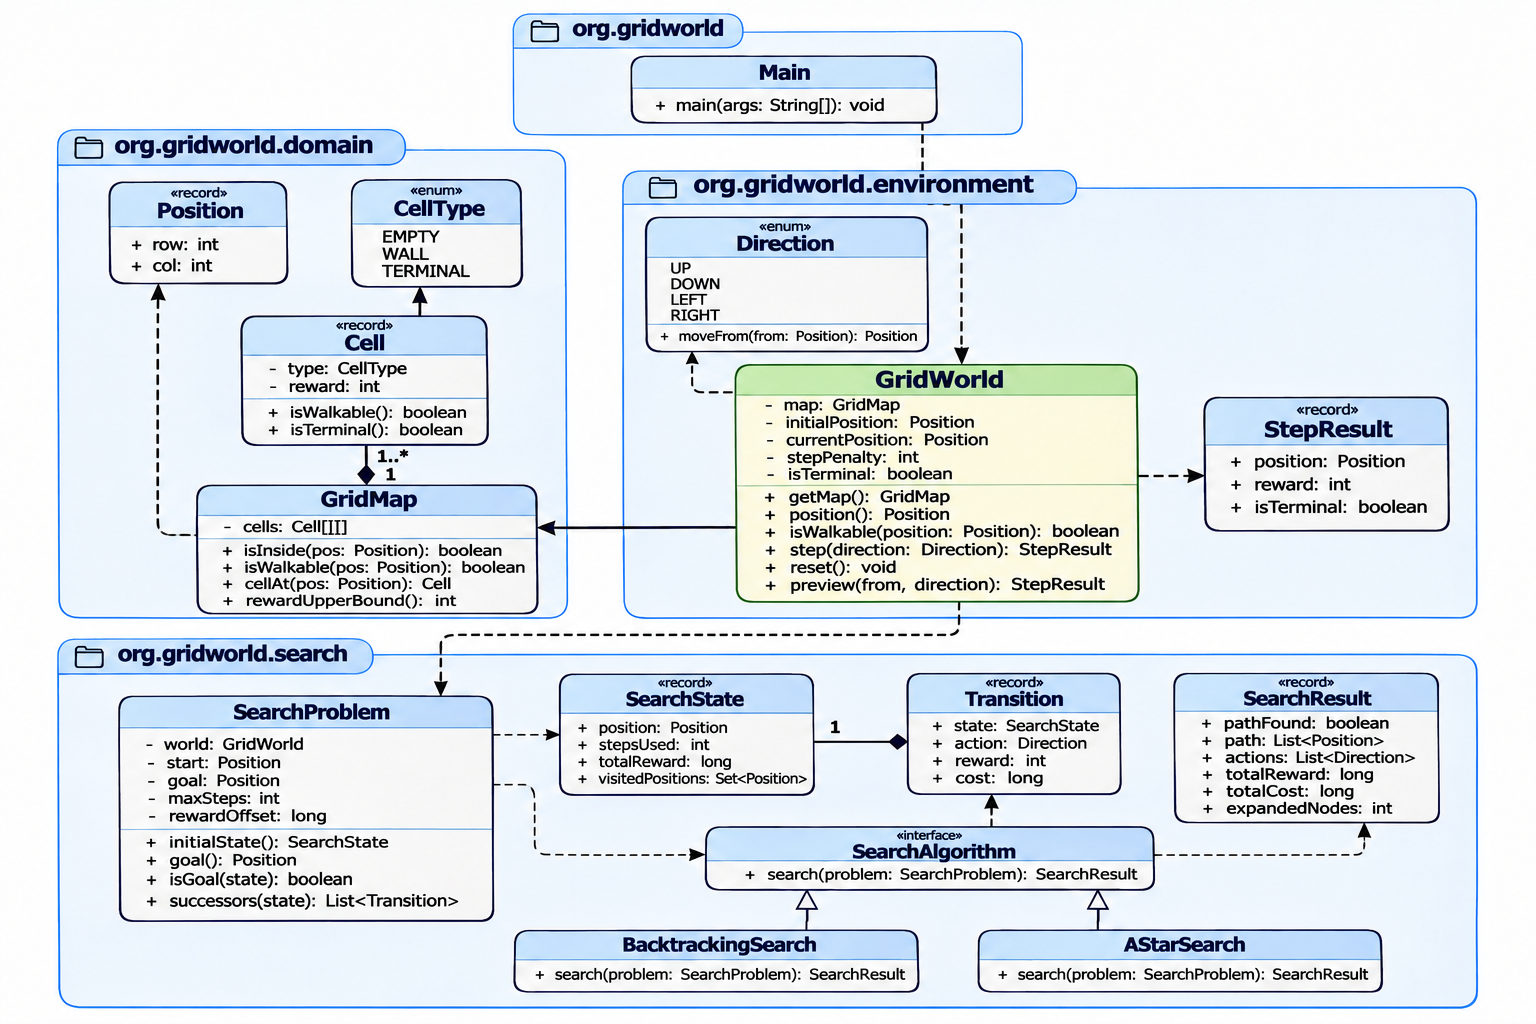 org.gridworld
Main
+ main(args: String[]): void
org.gridworld.domain
«record»
Position
+ row: int
+ col: int
«enum»
CellType
EMPTY
WALL
TERMINAL
«record»
Cell
- type: CellType
- reward: int
+ isWalkable(): boolean
+ isTerminal(): boolean
1..*
1
GridMap
- cells: Cell[][]
+ isInside(pos: Position): boolean
+ isWalkable(pos: Position): boolean
+ cellAt(pos: Position): Cell
+ rewardUpperBound(): int
org.gridworld.environment
«enum»
Direction
UP
DOWN
LEFT
RIGHT
+ moveFrom(from: Position): Position
GridWorld
- map: GridMap
- initialPosition: Position
- currentPosition: Position
- stepPenalty: int
- isTerminal: boolean
+ getMap(): GridMap
+ position(): Position
+ isWalkable(position: Position): boolean
+ step(direction: Direction): StepResult
+ reset(): void
+ preview(from, direction): StepResult
«record»
StepResult
+ position: Position
+ reward: int
+ isTerminal: boolean
org.gridworld.search
SearchProblem
- world: GridWorld
- start: Position
- goal: Position
- maxSteps: int
- rewardOffset: long
+ initialState(): SearchState
+ goal(): Position
+ isGoal(state): boolean
+ successors(state): List<Transition>
«record»
SearchState
+ position: Position
+ stepsUsed: int
+ totalReward: long
+ visitedPositions: Set<Position>
1
«record»
Transition
+ state: SearchState
+ action: Direction
+ reward: int
+ cost: long
«record»
SearchResult
+ pathFound: boolean
+ path: List<Position>
+ actions: List<Direction>
+ totalReward: long
+ totalCost: long
+ expandedNodes: int
«interface»
SearchAlgorithm
+ search(problem: SearchProblem): SearchResult
BacktrackingSearch
+ search(problem: SearchProblem): SearchResult
AStarSearch
+ search(problem: SearchProblem): SearchResult